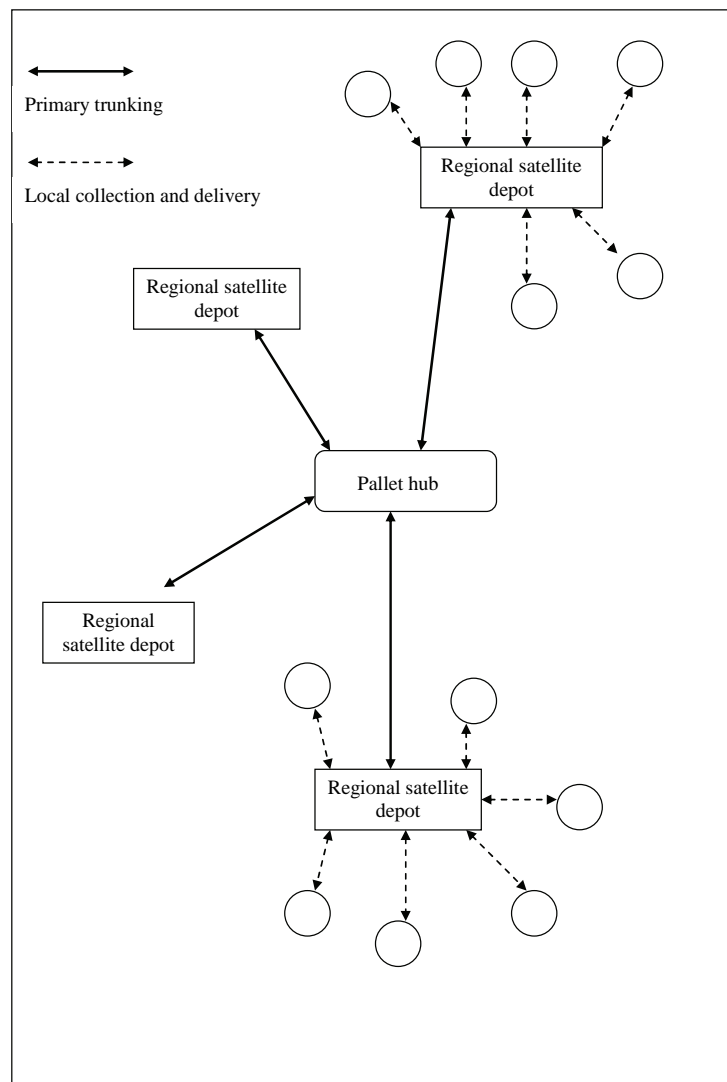 Primary trunking
Local collection and delivery
Regional satellite
depot
Regional satellite
depot
Pallet hub
Regional
satellite depot
Regional satellite
depot